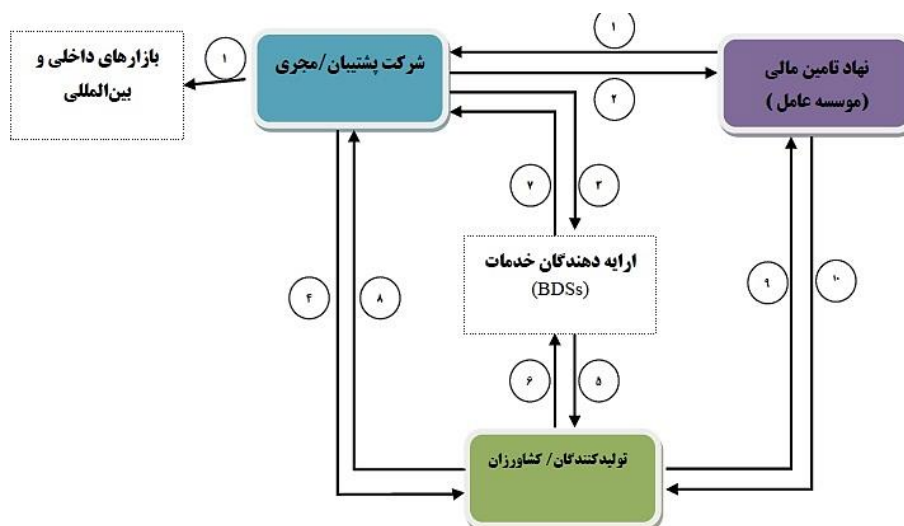 بازارهای داخلی و
بین‌المللی
۱
شرکت پشتیبان/مجری
۱
۲
نهاد تامین مالی
(موسسه عامل )
۷
۳
ارایه دهندگان خدمات
(BDSs)
۴
۸
۹
۱۰
۶
۵
تولیدکنندگان/ کشاورزان